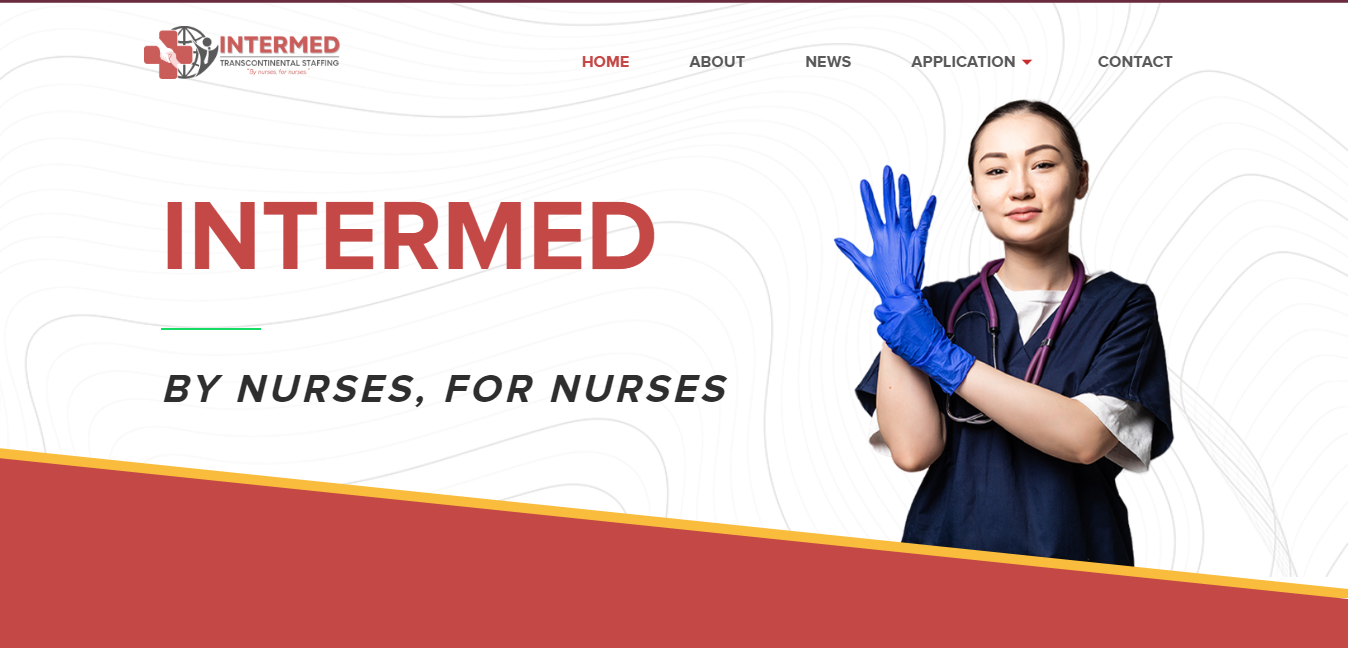 INTERMED
TRANSCONTINENTAL STAFFING
"By nurses, for nurses."
HOME ABOUT NEWS APPLICATION CONTACT
INTERMED
BY NURSES, FOR NURSES